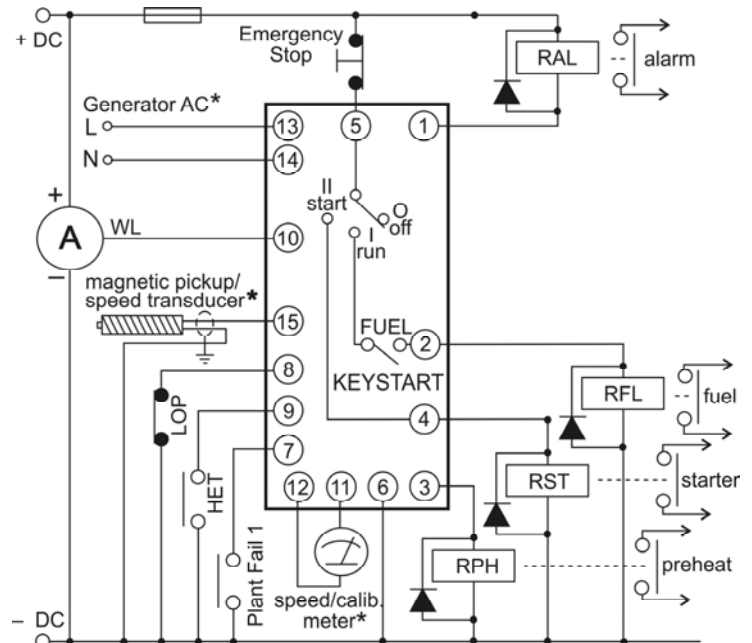 + DC
Emergency
Stop
RAL
alarm
Generator AC*
L
N
13
14
5
1
II
start
O
off
I
run
+
A
−
WL
10
magnetic pickup/
speed transducer*
15
FUEL
2
KEYSTART
8
LOP
9
HET
7
4
RFL
fuel
RST
starter
12
11
6
3
Plant Fail 1
speed/calib.
meter*
RPH
preheat
− DC